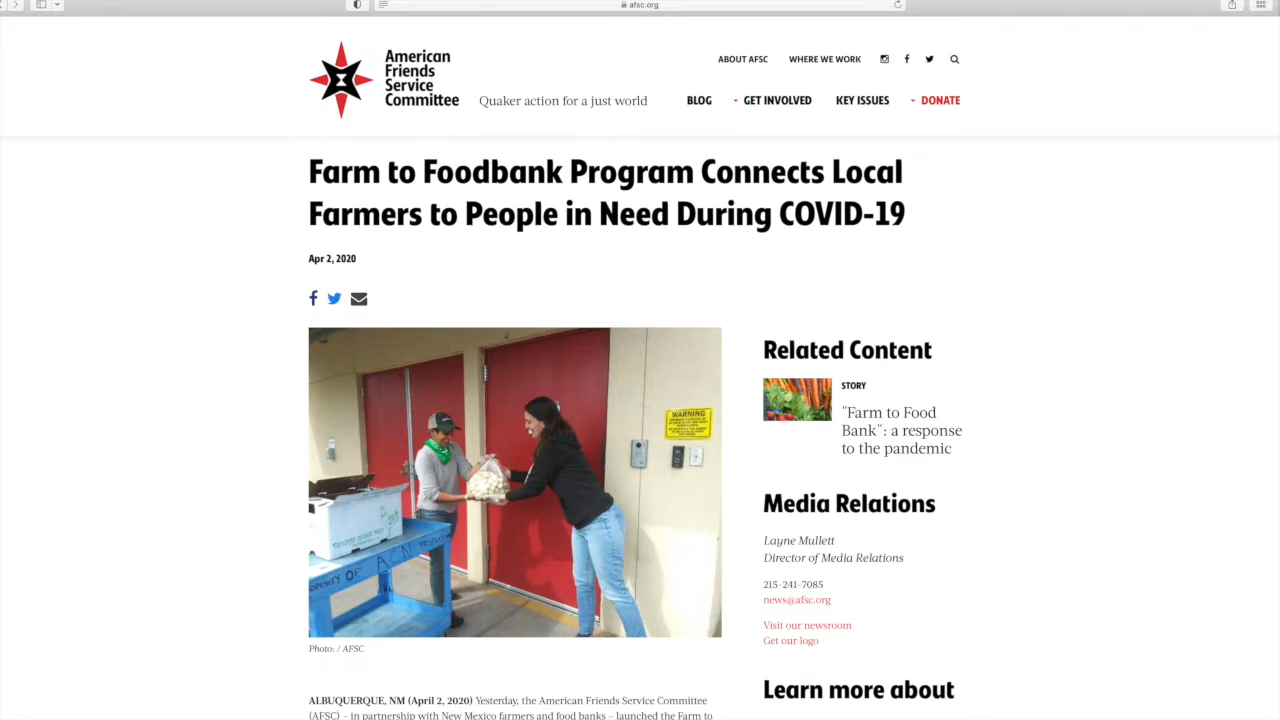 afsc.org
American
Friends
Service
Committee
Quaker action for a just world
ABOUT AFSC
WHERE WE WORK
BLOG
GET INVOLVED
KEY ISSUES
DONATE
Farm to Foodbank Program Connects Local
Farmers to People in Need During COVID-19
Apr 2, 2020
WARNING
PROPERTY OF ACN
Photo: / AFSC
ALBUQUERQUE, NM (April 2, 2020) Yesterday, the American Friends Service Committee
(AFSC) – in partnership with New Mexico farmers and food banks – launched the Farm to
Related Content
STORY
"Farm to Food
Bank": a response
to the pandemic
Media Relations
Layne Mullett
Director of Media Relations
215-241-7085
news@afsc.org
Visit our newsroom
Get our logo
Learn more about